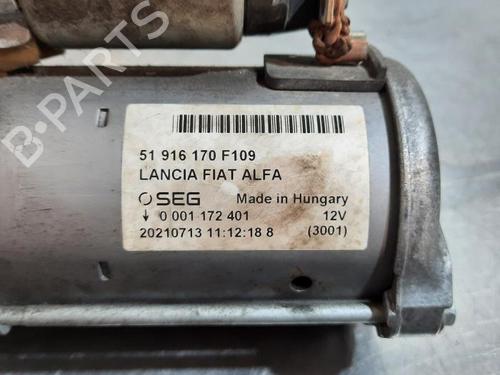 B-PARTS
51 916 170 F109
LANCIA FIAT ALFA
SEG Made in Hungary
↓ 0 001 172 401 12V
20210713 11:12:18 8 (3001)